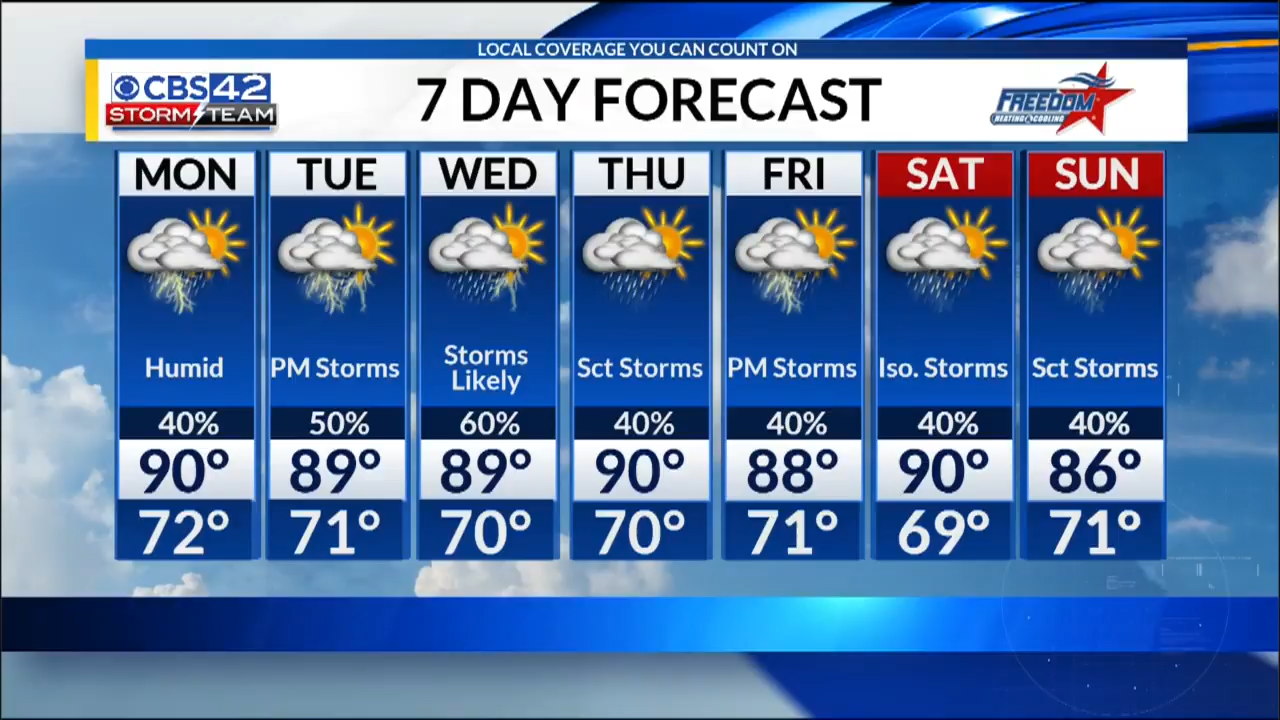 LOCAL COVERAGE YOU CAN COUNT ON
CBS 42
STORM TEAM
7 DAY FORECAST
FREEDOM
HEATING & COOLING
MON TUE WED THU FRI SAT SUN
Humid PM Storms Storms Likely Sct Storms PM Storms Iso. Storms Sct Storms
40% 50% 60% 40% 40% 40% 40%
90° 89° 89° 90° 88° 90° 86°
72° 71° 70° 70° 71° 69° 71°